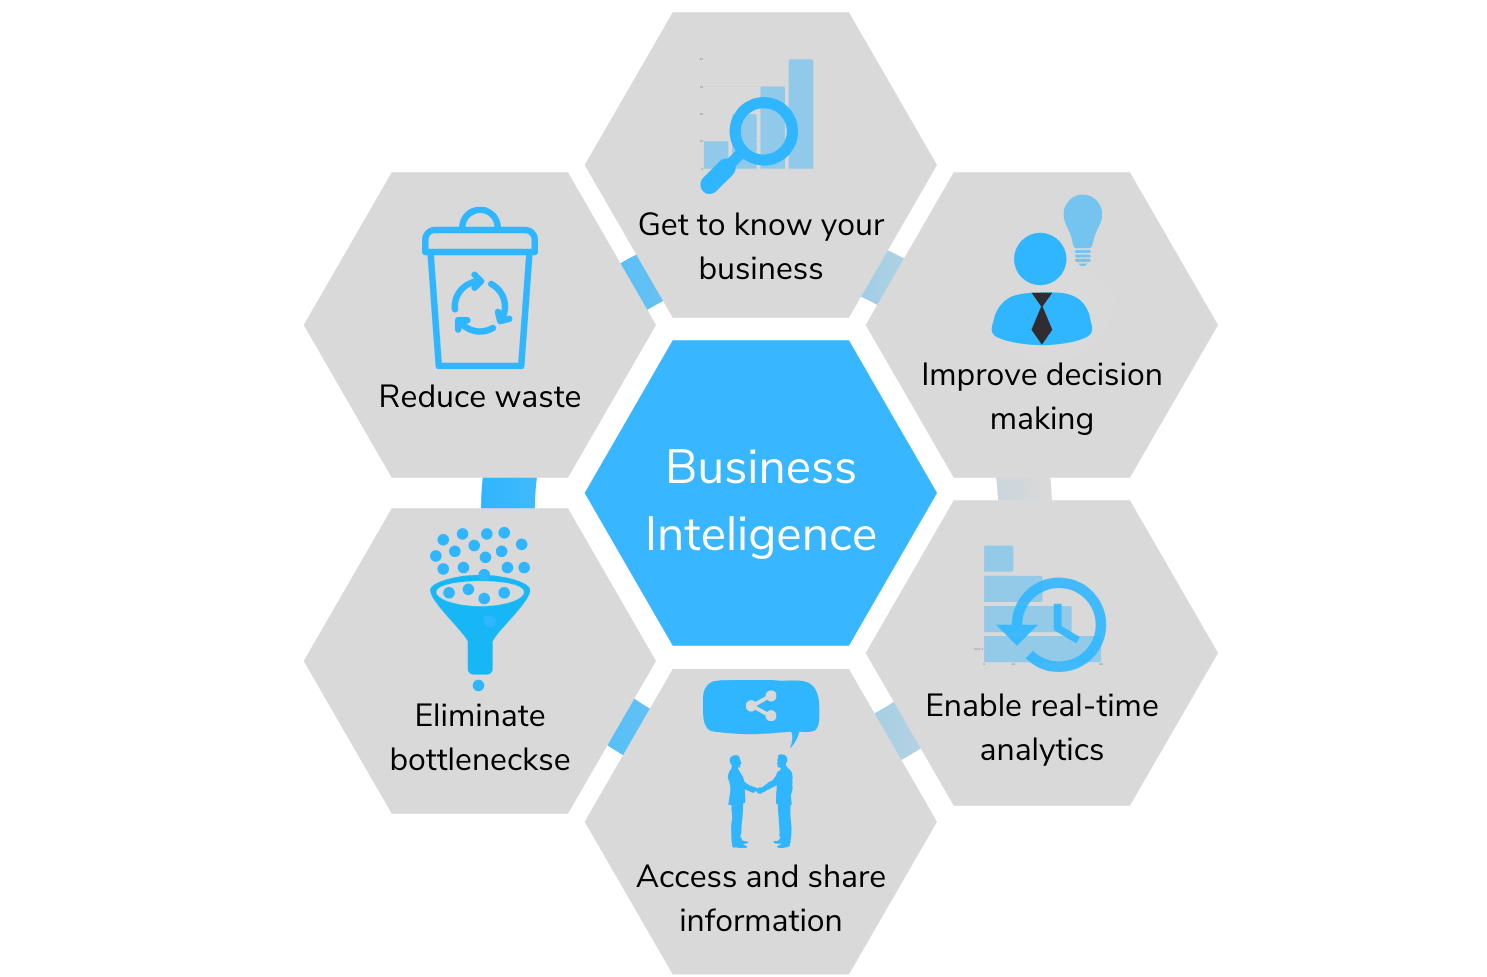 Get to know your
business
Improve decision
making
Reduce waste
Business
Inteligence
Enable real-time
analytics
Eliminate
bottleneckse
Access and share
information